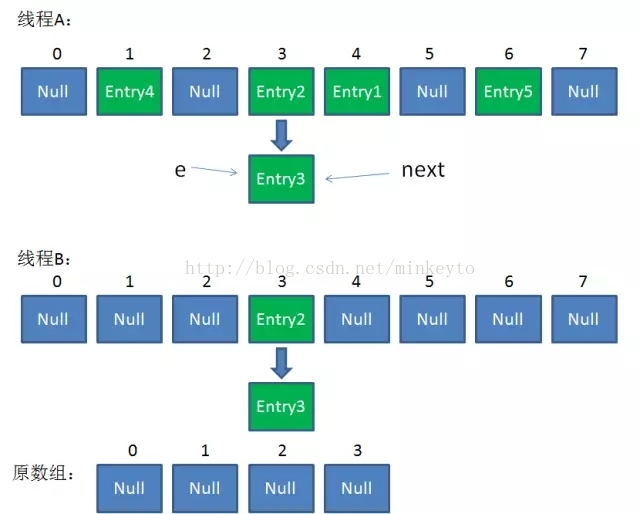 线程A:
0 1 2 3 4 5 6 7
Null Entry4 Null Entry2 Entry1 Null Entry5 Null
e Entry3 next
线程B:
http://blog.csdn.net/minkeyto
0 1 2 3 4 5 6 7
Null Null Null Entry2 Null Null Null Null
Entry3
0 1 2 3
原数组: Null Null Null Null